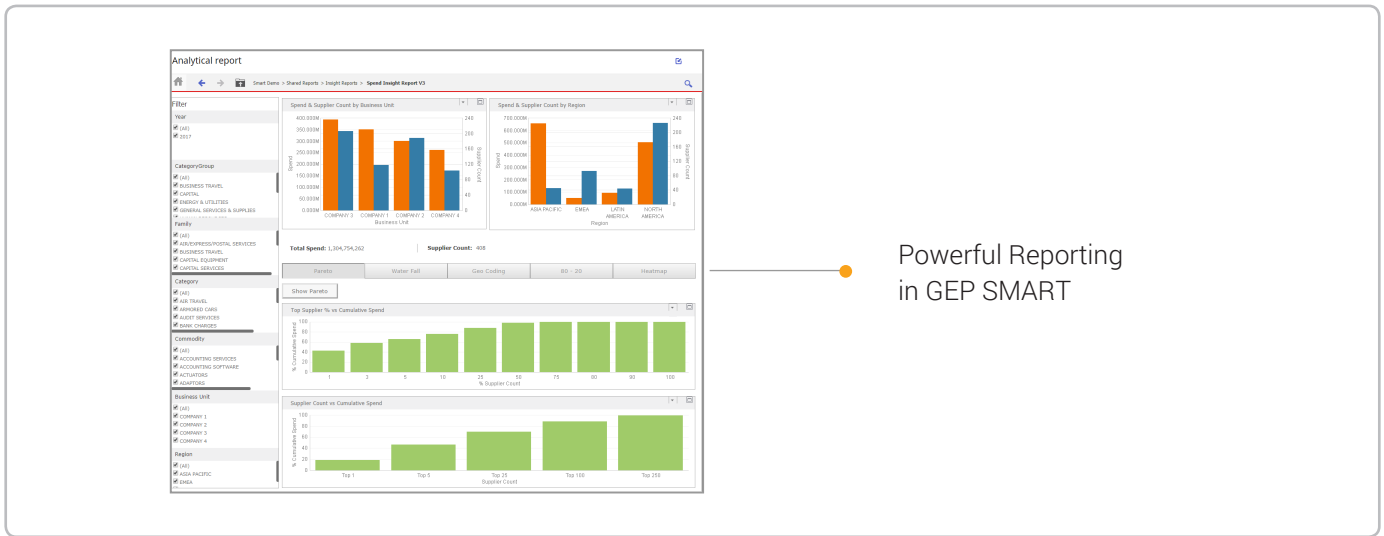 Analytical report
Smart Demo > Shared Reports > Insight Reports > Spend Insight Report V3
Filter
Year
(All)
2017
CategoryGroup
(All)
BUSINESS TRAVEL
CAPITAL
ENERGY & UTILITIES
GENERAL SERVICES & SUPPLIES
Family
(All)
AIR/EXPRESS/POSTAL SERVICES
BUSINESS TRAVEL
CAPITAL EQUIPMENT
CAPITAL SERVICES
Category
(All)
AIR TRAVEL
ARMORED CARS
AUDIT SERVICES
BANK CHARGES
Commodity
(All)
ACCOUNTING SERVICES
ACCOUNTING SOFTWARE
ACTUATORS
ADAPTORS
Business Unit
(All)
COMPANY 1
COMPANY 2
COMPANY 3
COMPANY 4
Region
(All)
ASIA PACIFIC
EMEA
Spend & Supplier Count by Business Unit
400.000M
350.000M
300.000M
250.000M
200.000M
150.000M
100.000M
50.000M
0.000M
Spend
240
200
160
120
80
40
0
Supplier Count
COMPANY 3 COMPANY 1 COMPANY 2 COMPANY 4
Business Unit
Spend & Supplier Count by Region
700.000M
600.000M
500.000M
400.000M
300.000M
200.000M
100.000M
0.000M
Spend
240
200
160
120
80
40
0
Supplier Count
ASIA PACIFIC EMEA LATIN AMERICA NORTH AMERICA
Region
Total Spend: 1,304,754,262 Supplier Count: 408
Pareto Water Fall Geo Coding 80 - 20 Heatmap
Show Pareto
Top Supplier % vs Cumulative Spend
100
80
60
40
20
0
% Cumulative Spend
1 3 5 10 25 50 75 80 90 100
% Supplier Count
Supplier Count vs Cumulative Spend
100
80
60
40
20
0
% Cumulative Spend
Top 1 Top 5 Top 25 Top 100 Top 250
Supplier Count
Powerful Reporting
in GEP SMART